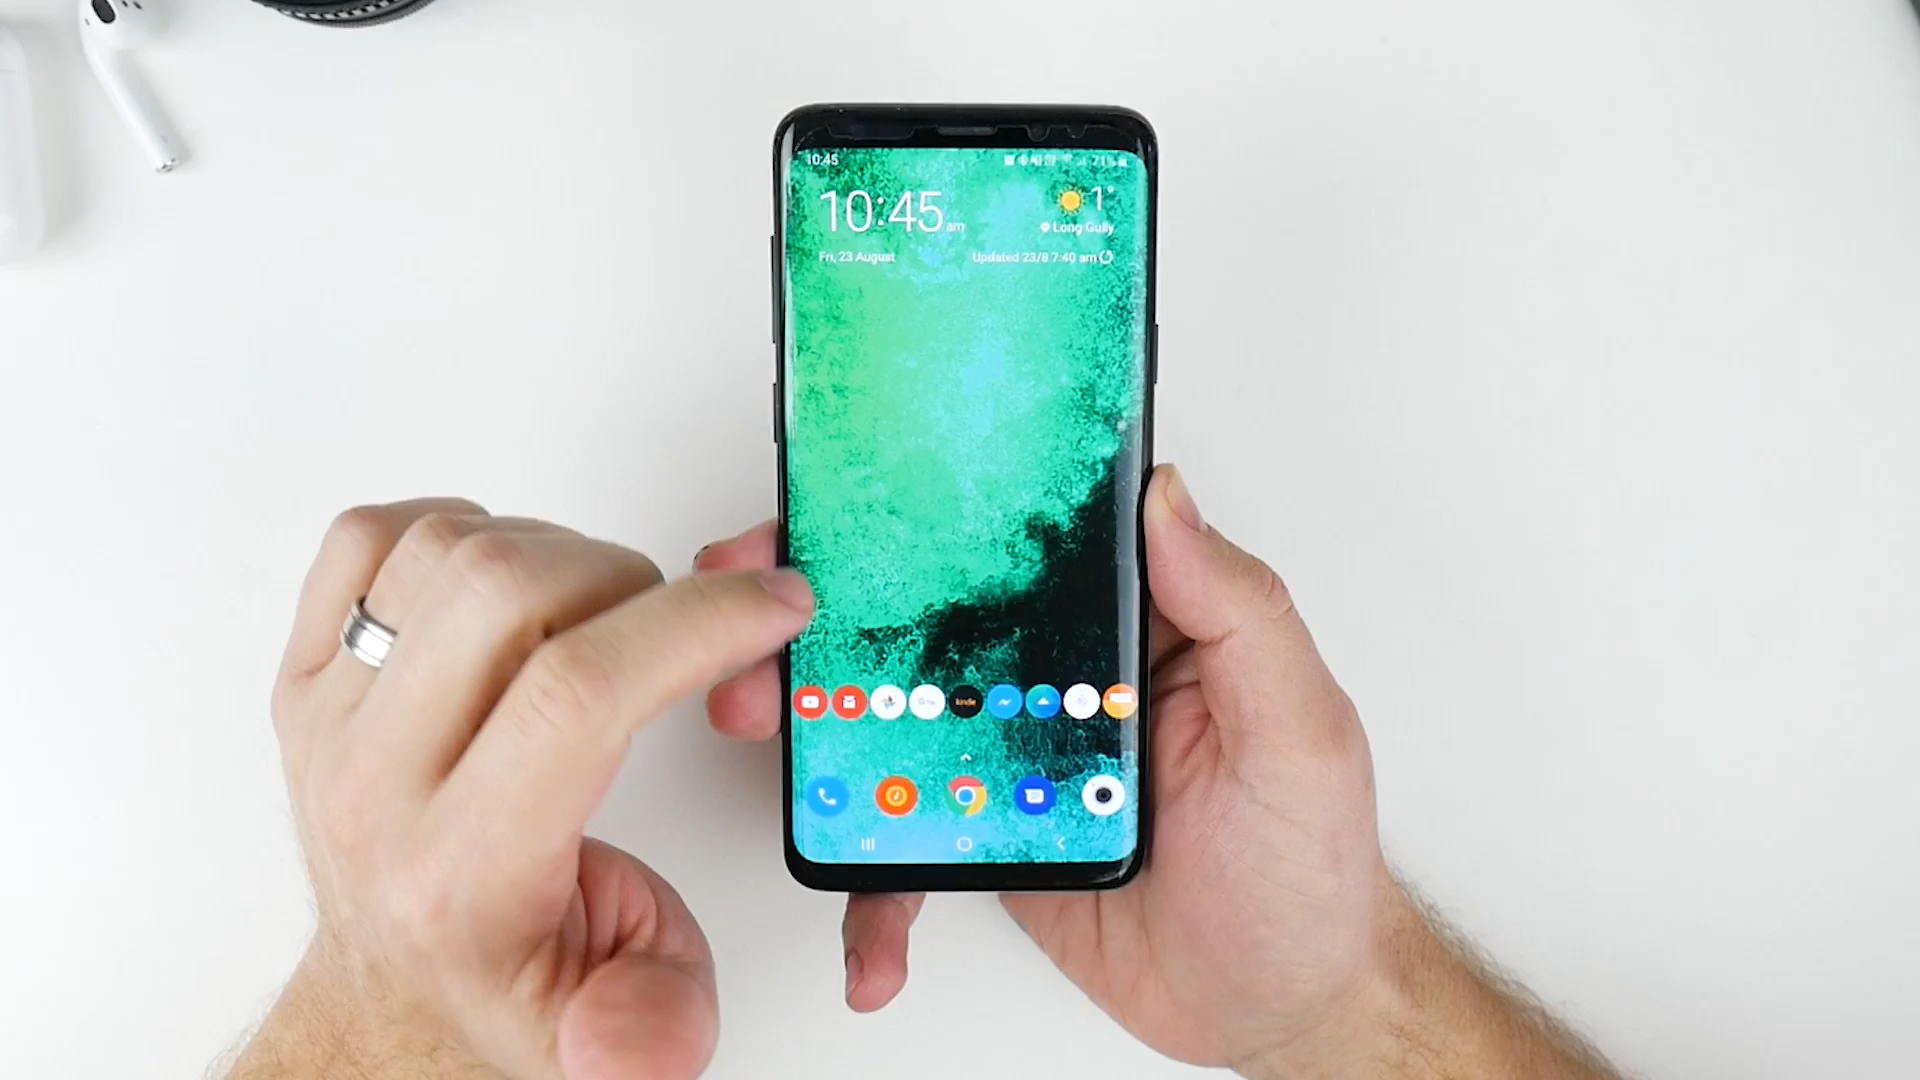 10:45
10:45 am
1°
Long Gully
Fri, 23 August
Updated 23/8 7:40 am
kindle